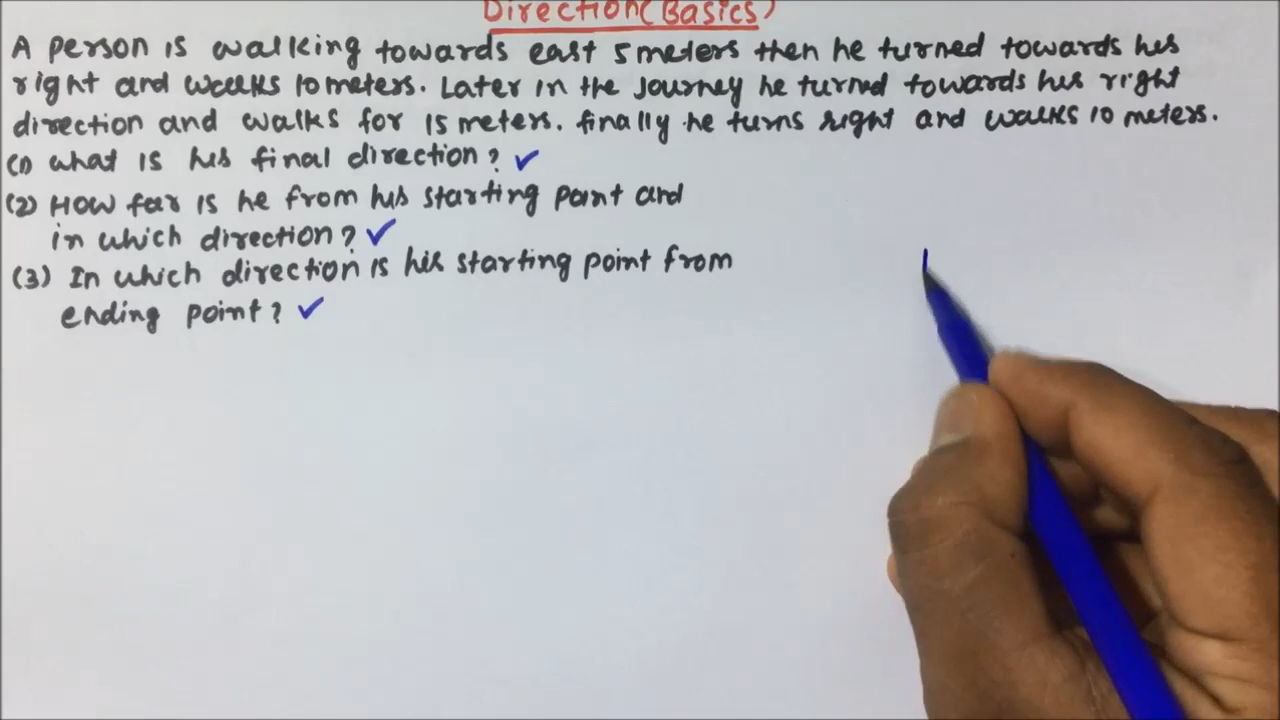 Direction(Basics)
A person is walking towards east 5 meters then he turned towards his
right and walks 10 meters. Later in the Journey he turned towards his right
direction and walks for 15 meters. finally he turns right and walks 10 meters.
(1) What is his final direction?
(2) How far is he from his starting point and
in which direction?
(3) In which direction is his starting point from
ending point?